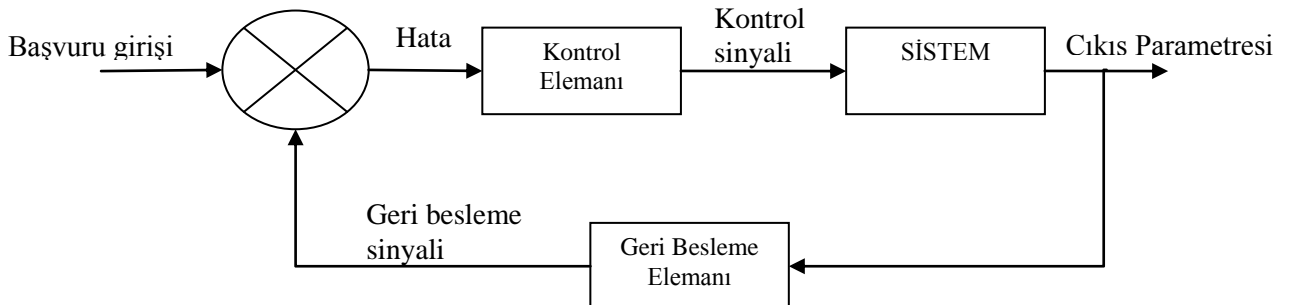 Başvuru girişi
Hata
Kontrol
Elemanı
Kontrol
sinyali
SİSTEM
Cıkıs Parametresi
Geri besleme
sinyali
Geri Besleme
Elemanı